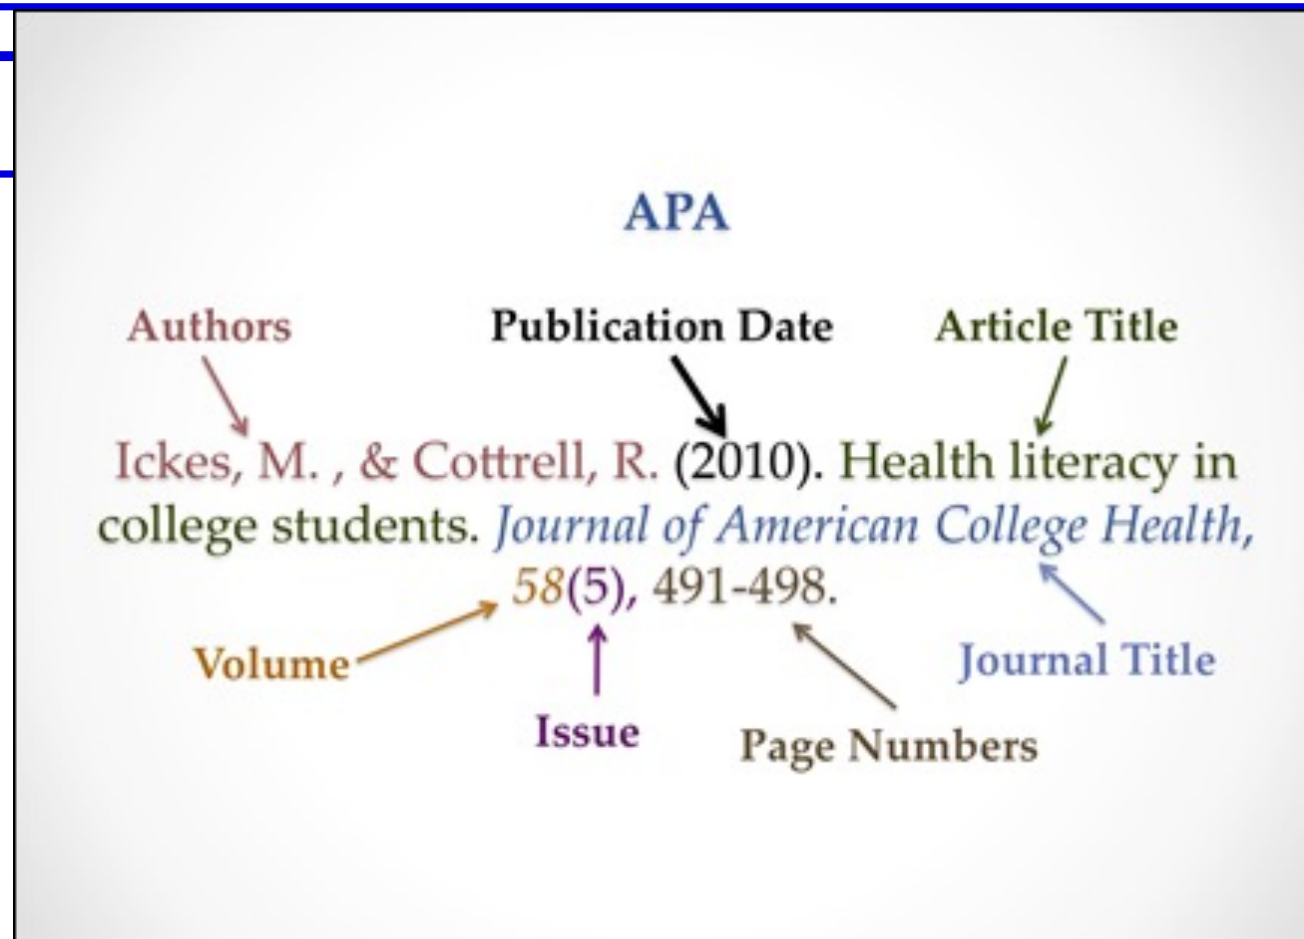 APA
Authors
Publication Date
Article Title
Ickes, M. , & Cottrell, R. (2010). Health literacy in
college students. Journal of American College Health,
58(5), 491-498.
Volume
Journal Title
Issue
Page Numbers